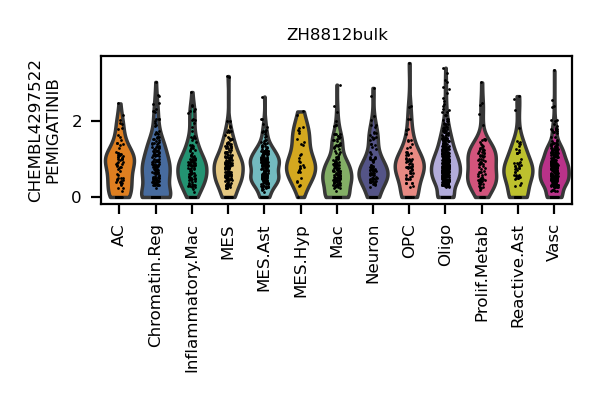 ZH8812bulk
CHEMBL4297522
PEMIGATINIB
2
0
AC
Chromatin.Reg
Inflammatory.Mac
MES
MES.Ast
MES.Hyp
Mac
Neuron
OPC
Oligo
Prolif.Metab
Reactive.Ast
Vasc